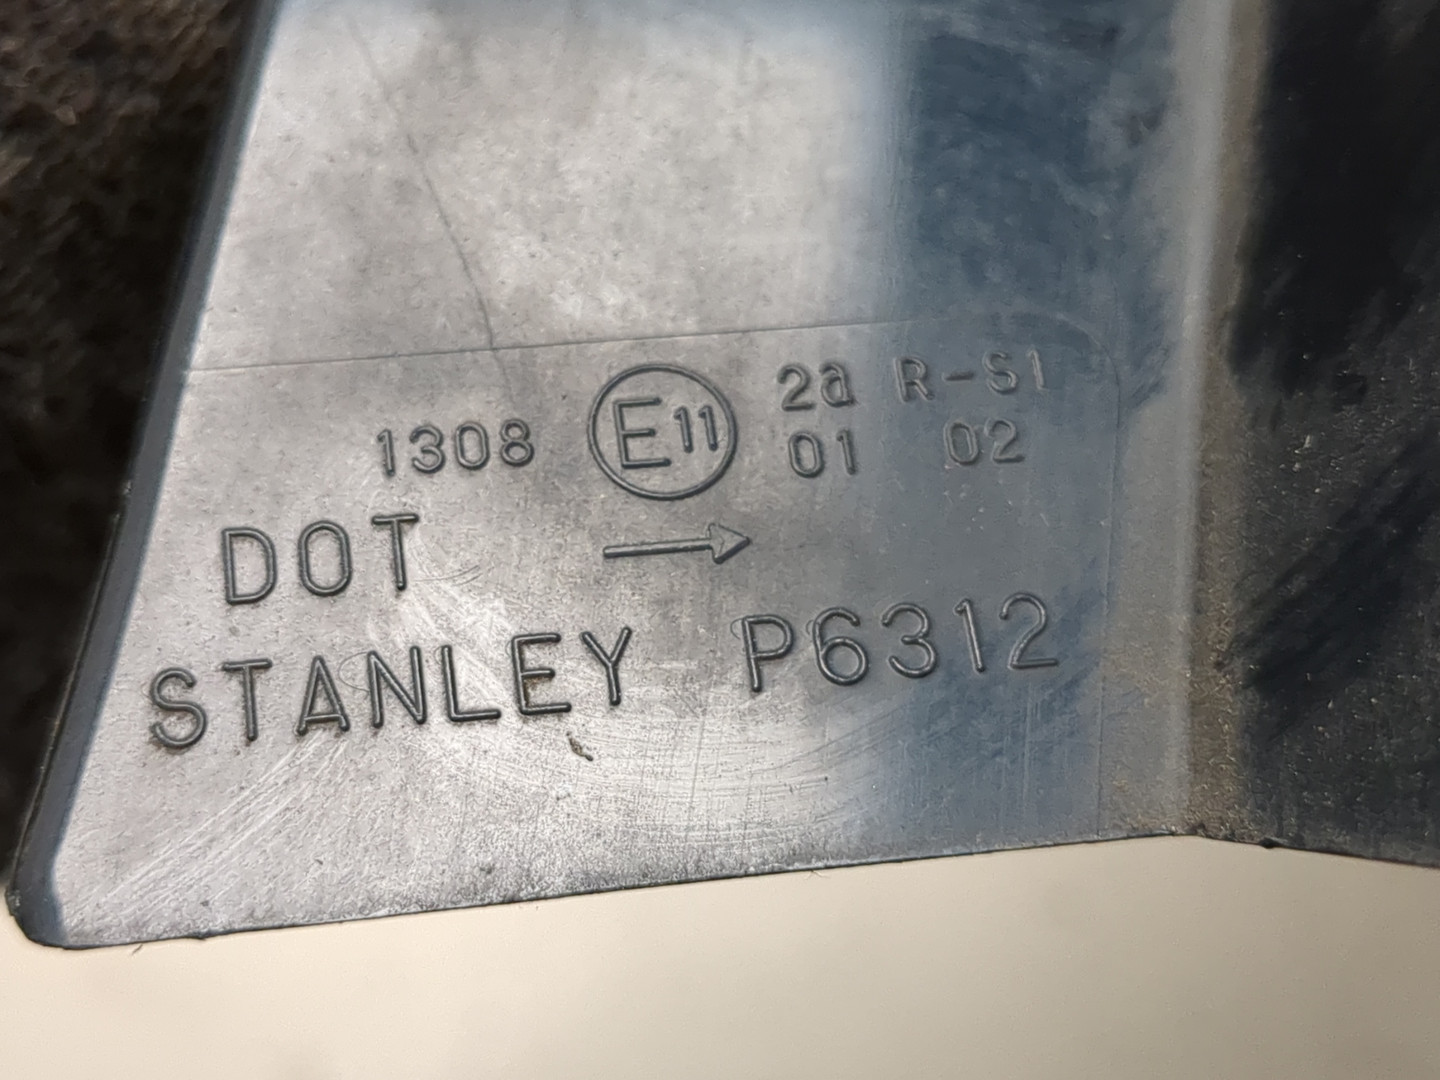 1308 E11 2a R-S1
01 02
DOT →
STANLEY P6312